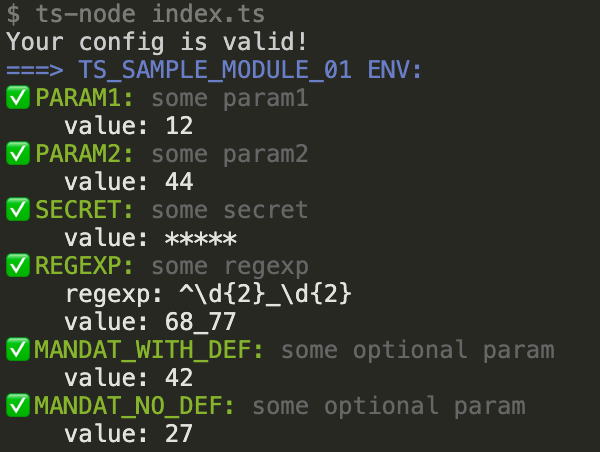 $ ts-node index.ts
Your config is valid!
===> TS_SAMPLE_MODULE_01 ENV:
✅PARAM1: some param1
value: 12
✅PARAM2: some param2
value: 44
✅SECRET: some secret
value: *****
✅REGEXP: some regexp
regexp: ^\d{2}_\d{2}
value: 68_77
✅MANDAT_WITH_DEF: some optional param
value: 42
✅MANDAT_NO_DEF: some optional param
value: 27